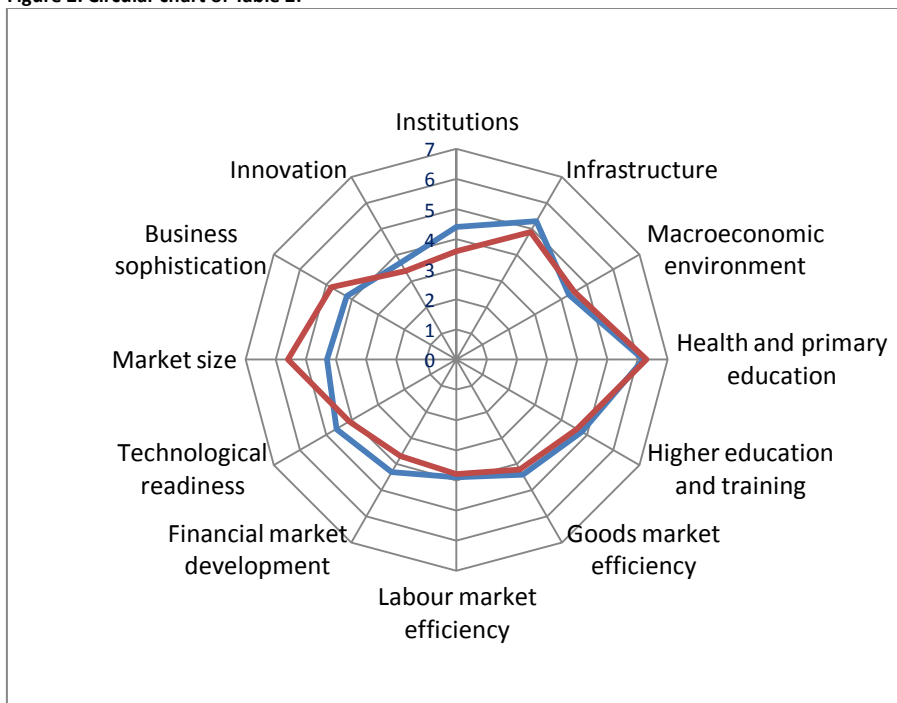 Figure 2: Circular chart of Table 2.
Institutions
Infrastructure
Macroeconomic
environment
Health and primary
education
Higher education
and training
Goods market
efficiency
Labour market
efficiency
Financial market
development
Technological
readiness
Market size
Business
sophistication
Innovation
7
6
5
4
3
2
1
0